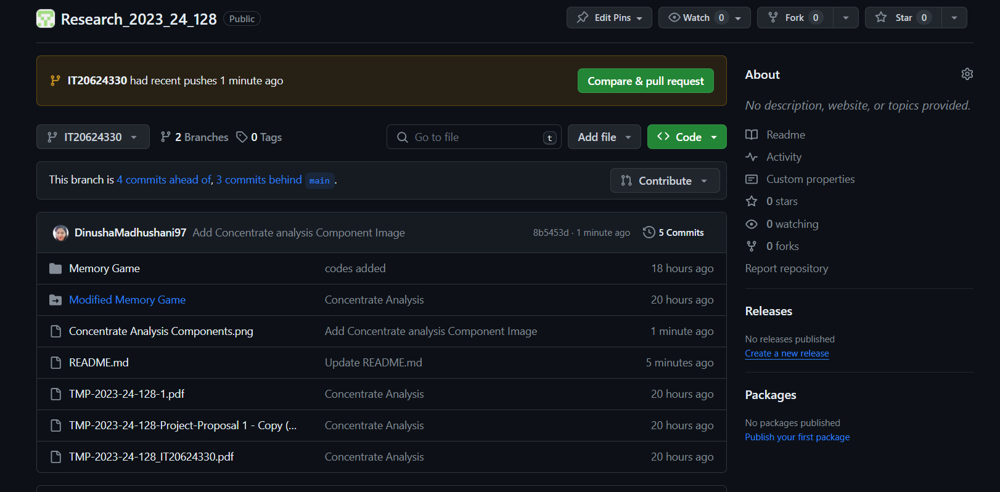 Research_2023_24_128 Public Edit Pins Watch 0 Fork 0 Star 0
IT20624330 had recent pushes 1 minute ago Compare & pull request
IT20624330 2 Branches 0 Tags Go to file t Add file Code
This branch is 4 commits ahead of, 3 commits behind main. Contribute
DinushaMadhushani97 Add Concentrate analysis Component Image 8b5453d · 1 minute ago 5 Commits
Memory Game codes added 18 hours ago
Modified Memory Game Concentrate Analysis 20 hours ago
Concentrate Analysis Components.png Add Concentrate analysis Component Image 1 minute ago
README.md Update README.md 5 minutes ago
TMP-2023-24-128-1.pdf Concentrate Analysis 20 hours ago
TMP-2023-24-128-Project-Proposal 1 - Copy (... Concentrate Analysis 20 hours ago
TMP-2023-24-128_IT20624330.pdf Concentrate Analysis 20 hours ago
About
No description, website, or topics provided.
Readme
Activity
Custom properties
0 stars
0 watching
0 forks
Report repository
Releases
No releases published
Create a new release
Packages
No packages published
Publish your first package